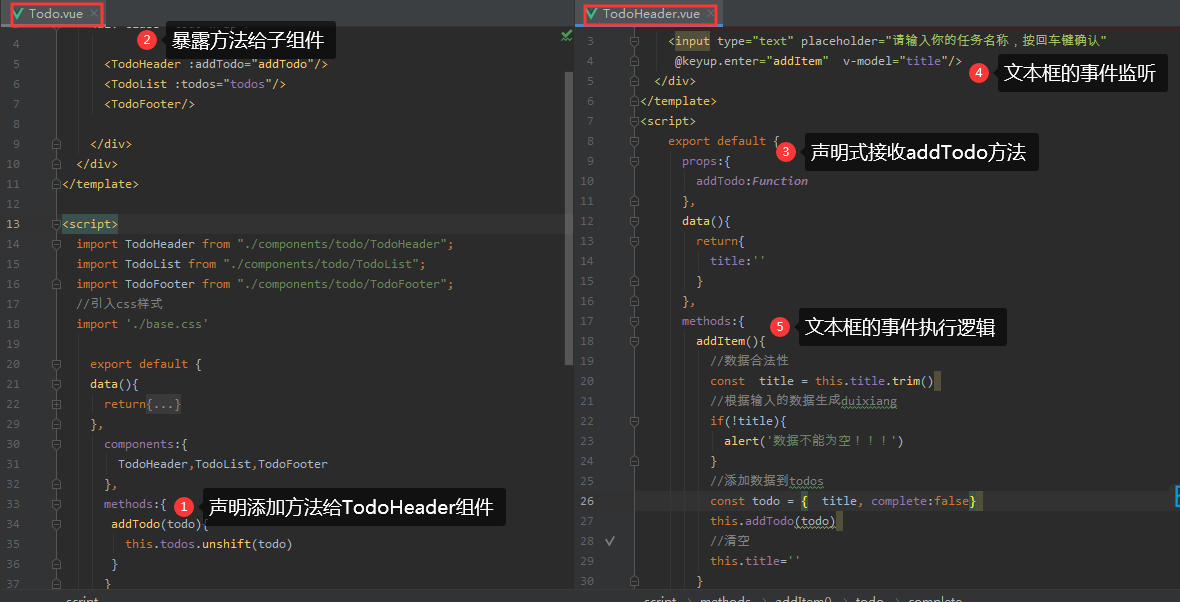 Todo.vue
4
2 暴露方法给子组件
5 <TodoHeader :addTodo="addTodo"/>
6 <TodoList :todos="todos"/>
7 <TodoFooter/>
8
9 </div>
10 </div>
11 </template>
12
13 <script>
14 import TodoHeader from "./components/todo/TodoHeader";
15 import TodoList from "./components/todo/TodoList";
16 import TodoFooter from "./components/todo/TodoFooter";
17 //引入css样式
18 import './base.css'
19
20 export default {
21 data(){
22 return{...}
29 },
30 components:{
31 TodoHeader,TodoList,TodoFooter
32 },
33 methods:{
1 声明添加方法给TodoHeader组件
34 addTodo(todo){
35 this.todos.unshift(todo)
36 }
37 }
script
TodoHeader.vue
3 <input type="text" placeholder="请输入你的任务名称，按回车键确认"
4 @keyup.enter="addItem" v-model="title"/>
4 文本框的事件监听
5 </div>
6 </template>
7 <script>
8 export default {
3 声明式接收addTodo方法
9 props:{
10 addTodo:Function
11 },
12 data(){
13 return{
14 title:''
15 }
16 },
17 methods:{
5 文本框的事件执行逻辑
18 addItem(){
19 //数据合法性
20 const title = this.title.trim()
21 //根据输入的数据生成duixiang
22 if(!title){
23 alert('数据不能为空！！！')
24 }
25 //添加数据到todos
26 const todo = { title, complete:false}
27 this.addTodo(todo)
28 //清空
29 this.title=''
30 }
script > methods > addItem() > todo > complete